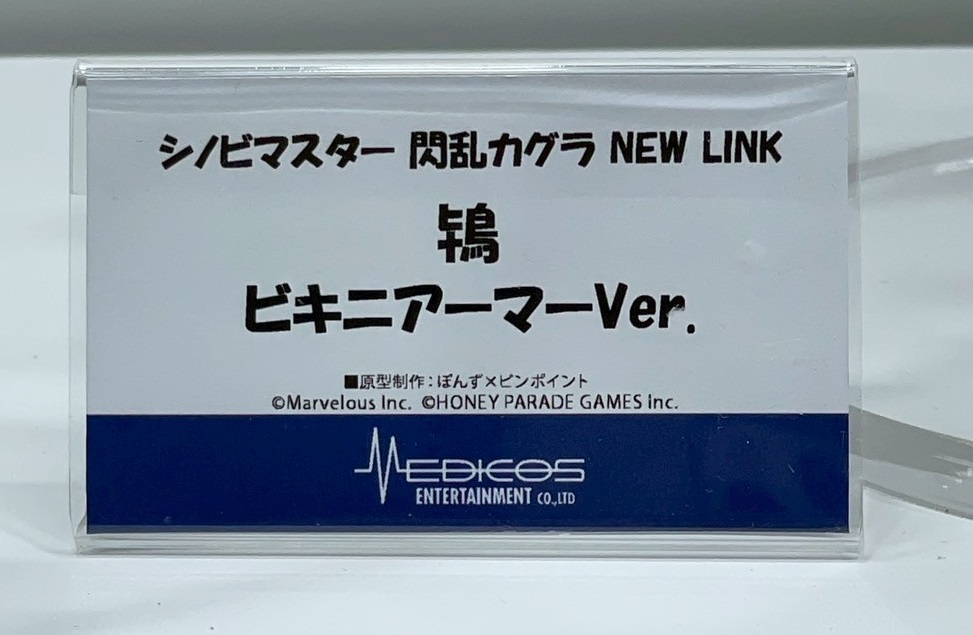 シノビマスター 閃乱カグラ NEW LINK
鴇
ビキニアーマーVer.
■原型制作：ぽんず×ピンポイント
©Marvelous Inc. ©HONEY PARADE GAMES Inc.
MEDICOS
ENTERTAINMENT CO.,LTD